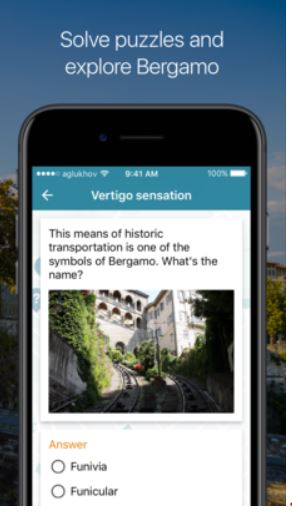 Solve puzzles and
explore Bergamo
aglukhov 9:41 AM 100%
Vertigo sensation
This means of historic
transportation is one of the
symbols of Bergamo. What's the
name?
?
Answer
Funivia
Funicular